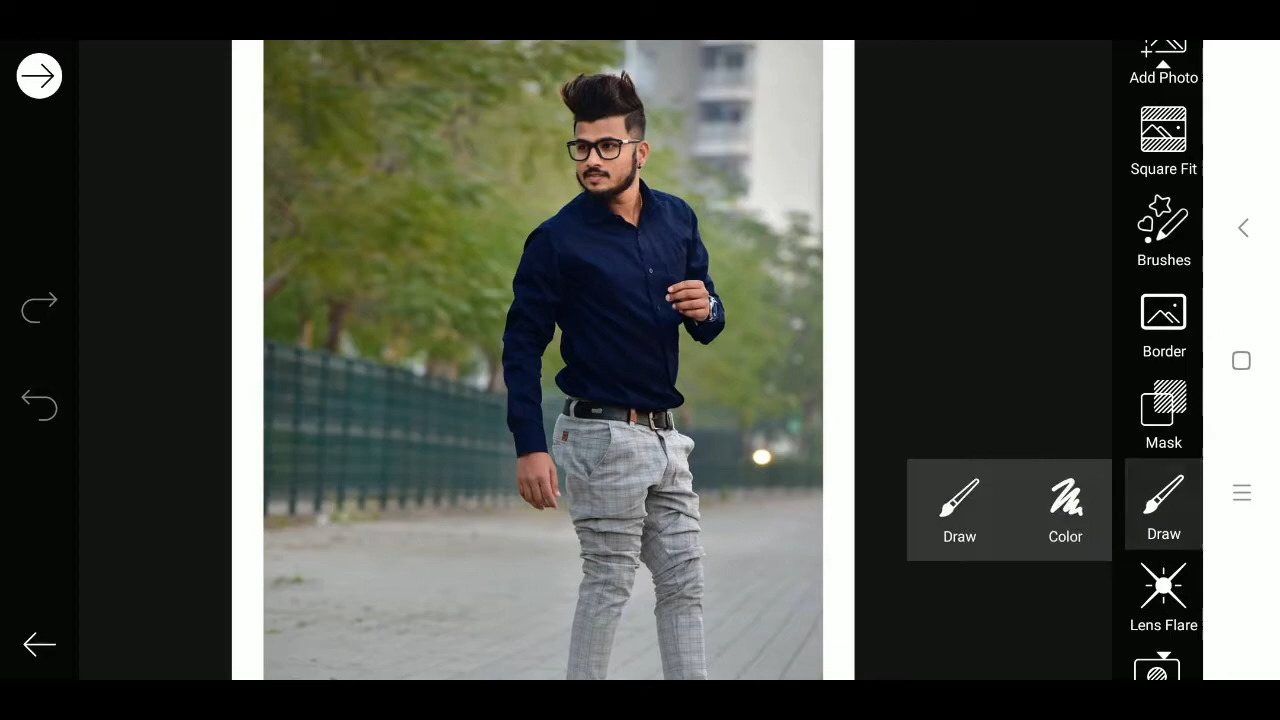 Add Photo
Square Fit
Brushes
Border
Mask
Draw
Color
Draw
Lens Flare